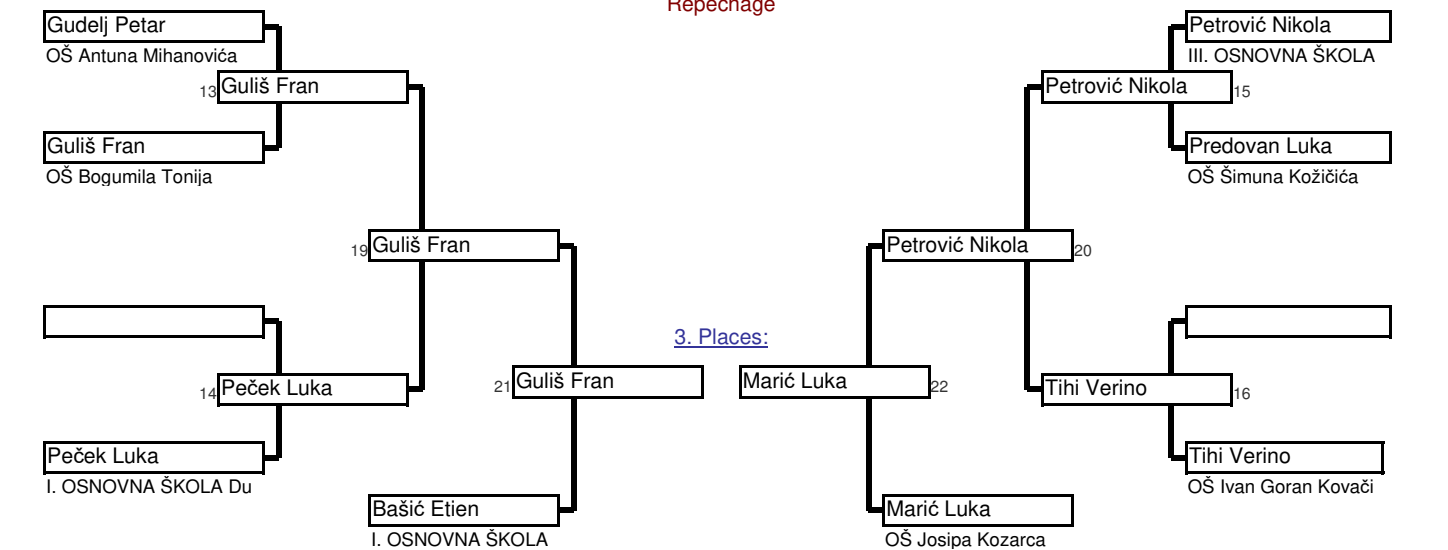 Repechage
Gudelj Petar
OŠ Antuna Mihanovića
13 Guliš Fran
Guliš Fran
OŠ Bogumila Tonija
19 Guliš Fran
14 Peček Luka
Peček Luka
I. OSNOVNA ŠKOLA Du
3. Places:
21 Guliš Fran
Bašić Etien
I. OSNOVNA ŠKOLA
Petrović Nikola
III. OSNOVNA ŠKOLA
Petrović Nikola 15
Predovan Luka
OŠ Šimuna Kožičića
Petrović Nikola 20
Marić Luka 22
Tihi Verino 16
Tihi Verino
OŠ Ivan Goran Kovači
Marić Luka
OŠ Josipa Kozarca